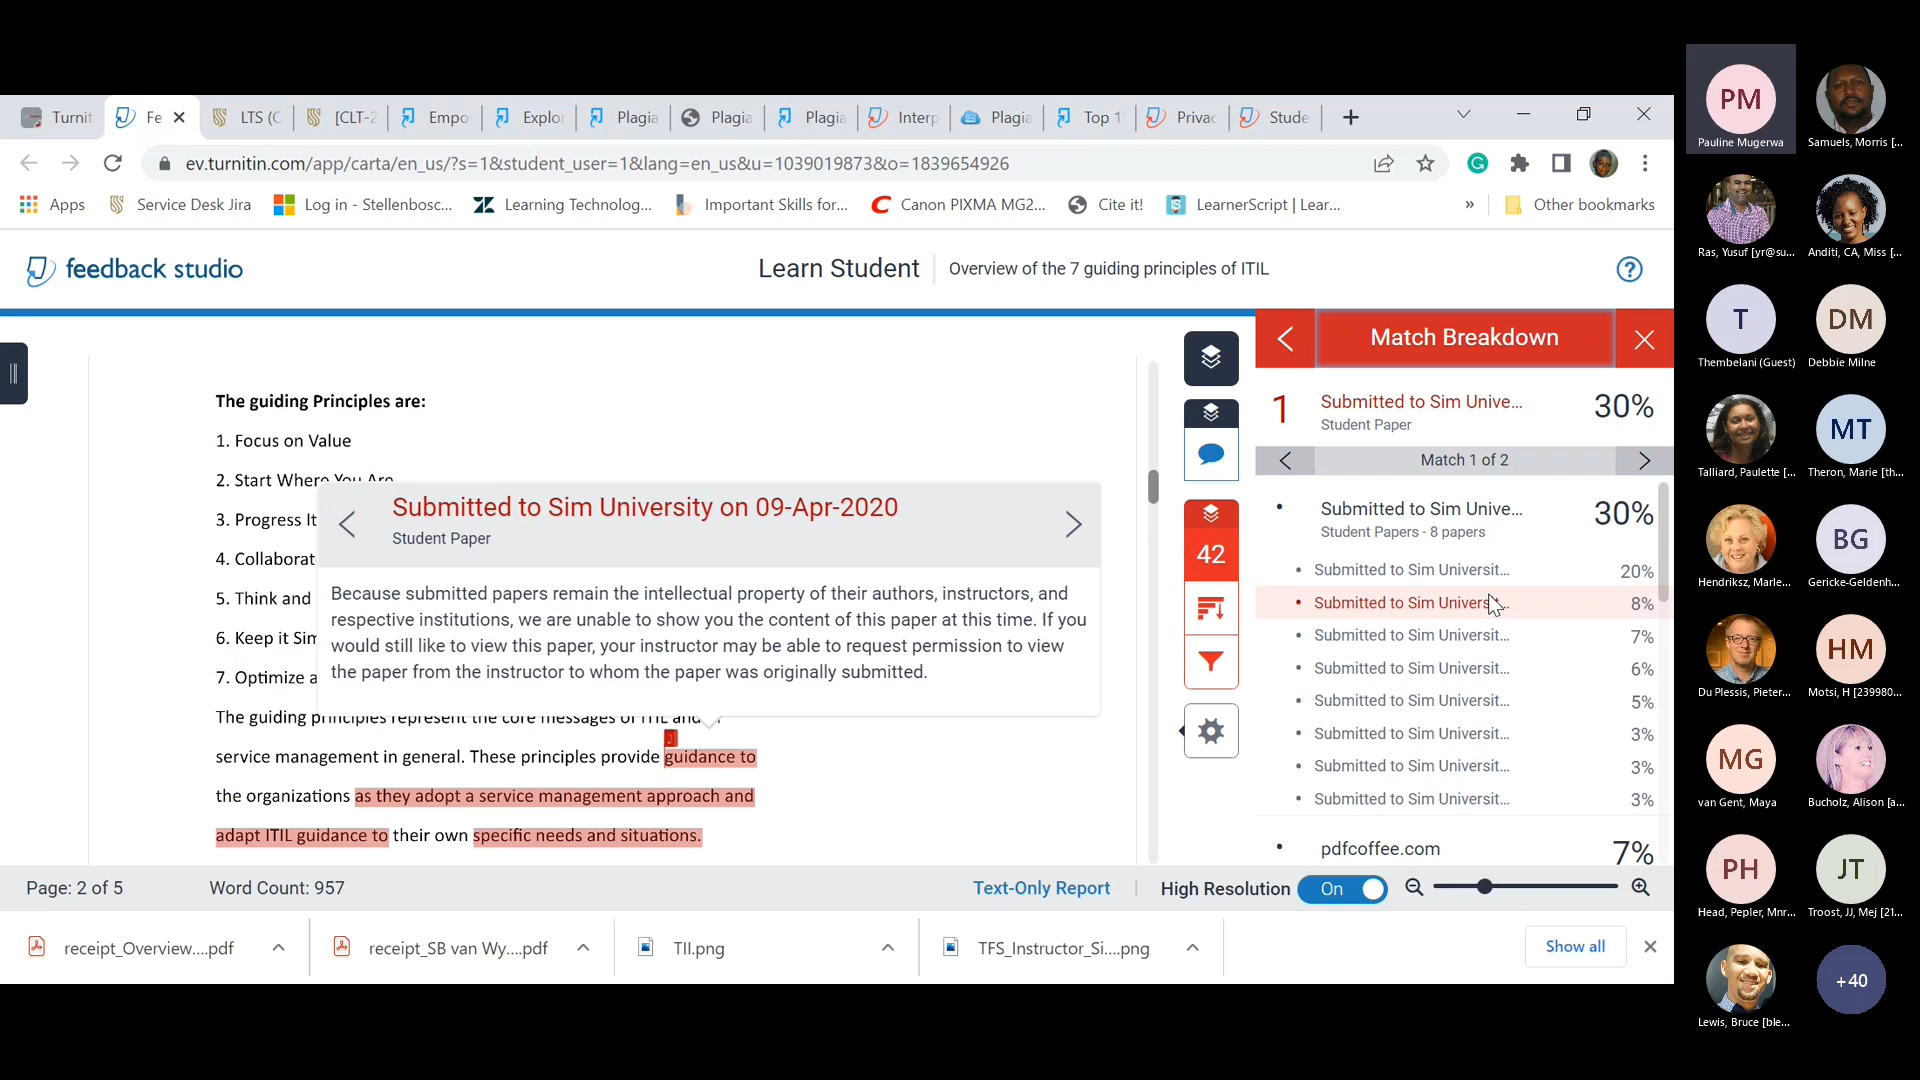 Turnit
Fe
LTS (C
[CLT-2
Empo
Explor
Plagia
Plagia
Plagia
Interp
Plagia
Top 1
Privac
Stude
ev.turnitin.com/app/carta/en_us/?s=1&student_user=1&lang=en_us&u=1039019873&o=1839654926
Apps
Service Desk Jira
Log in - Stellenbosc...
Learning Technolog...
Important Skills for...
Canon PIXMA MG2...
Cite it!
LearnerScript | Lear...
»
Other bookmarks
feedback studio
Learn Student
Overview of the 7 guiding principles of ITIL
The guiding Principles are:
1. Focus on Value
2. Start Where You Are
3. Progress It
4. Collaborat
5. Think and
6. Keep it Sim
7. Optimize a
Submitted to Sim University on 09-Apr-2020
Student Paper
Because submitted papers remain the intellectual property of their authors, instructors, and
respective institutions, we are unable to show you the content of this paper at this time. If you
would still like to view this paper, your instructor may be able to request permission to view
the paper from the instructor to whom the paper was originally submitted.
The guiding principles represent the core messages of ITIL and
service management in general. These principles provide guidance to
the organizations as they adopt a service management approach and
adapt ITIL guidance to their own specific needs and situations.
42
Match Breakdown
1
Submitted to Sim Unive...
30%
Student Paper
Match 1 of 2
Submitted to Sim Unive...
30%
Student Papers - 8 papers
Submitted to Sim Universit...
20%
Submitted to Sim Universit...
8%
Submitted to Sim Universit...
7%
Submitted to Sim Universit...
6%
Submitted to Sim Universit...
5%
Submitted to Sim Universit...
3%
Submitted to Sim Universit...
3%
Submitted to Sim Universit...
3%
pdfcoffee.com
7%
Page: 2 of 5
Word Count: 957
Text-Only Report
High Resolution
On
receipt_Overview....pdf
receipt_SB van Wy....pdf
TII.png
TFS_Instructor_Si....png
Show all
PM
Pauline Mugerwa
Samuels, Morris [...
Ras, Yusuf [yr@su...
Anditi, CA, Miss [...
T
Thembelani (Guest)
DM
Debbie Milne
Talliard, Paulette [...
MT
Theron, Marie [th...
Hendriksz, Marle...
BG
Gericke-Geldenh...
Du Plessis, Pieter...
HM
Motsi, H [239980...
MG
van Gent, Maya
Bucholz, Alison [a...
PH
Head, Pepler, Mnr...
JT
Troost, JJ, Mej [21...
Lewis, Bruce [ble...
+40